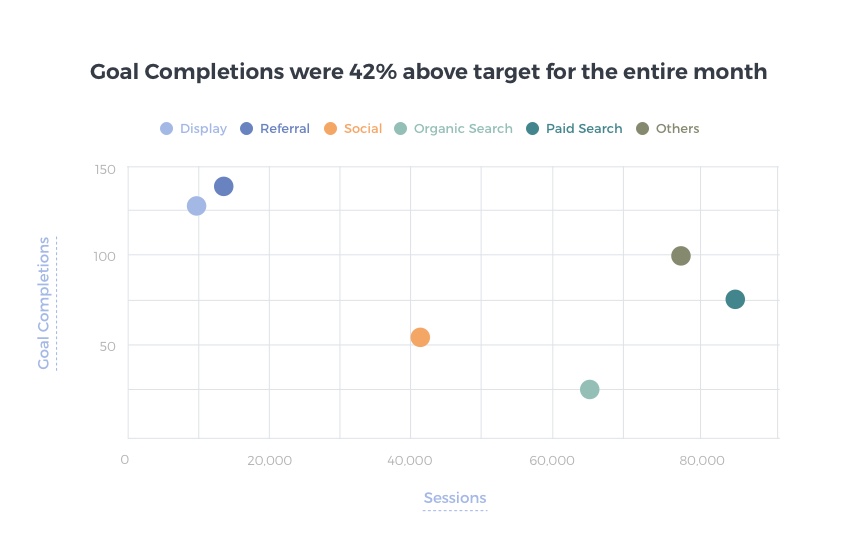 Goal Completions were 42% above target for the entire month
Display Referral Social Organic Search Paid Search Others
150
100
50
Goal Completions
0 20,000 40,000 60,000 80,000
Sessions